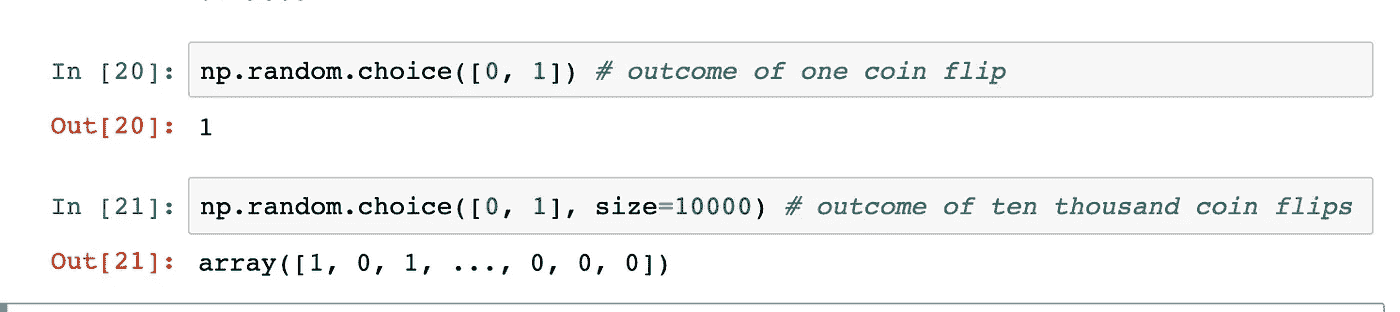 In [20]: np.random.choice([0, 1]) # outcome of one coin flip
Out[20]: 1
In [21]: np.random.choice([0, 1], size=10000) # outcome of ten thousand coin flips
Out[21]: array([1, 0, 1, ..., 0, 0, 0])